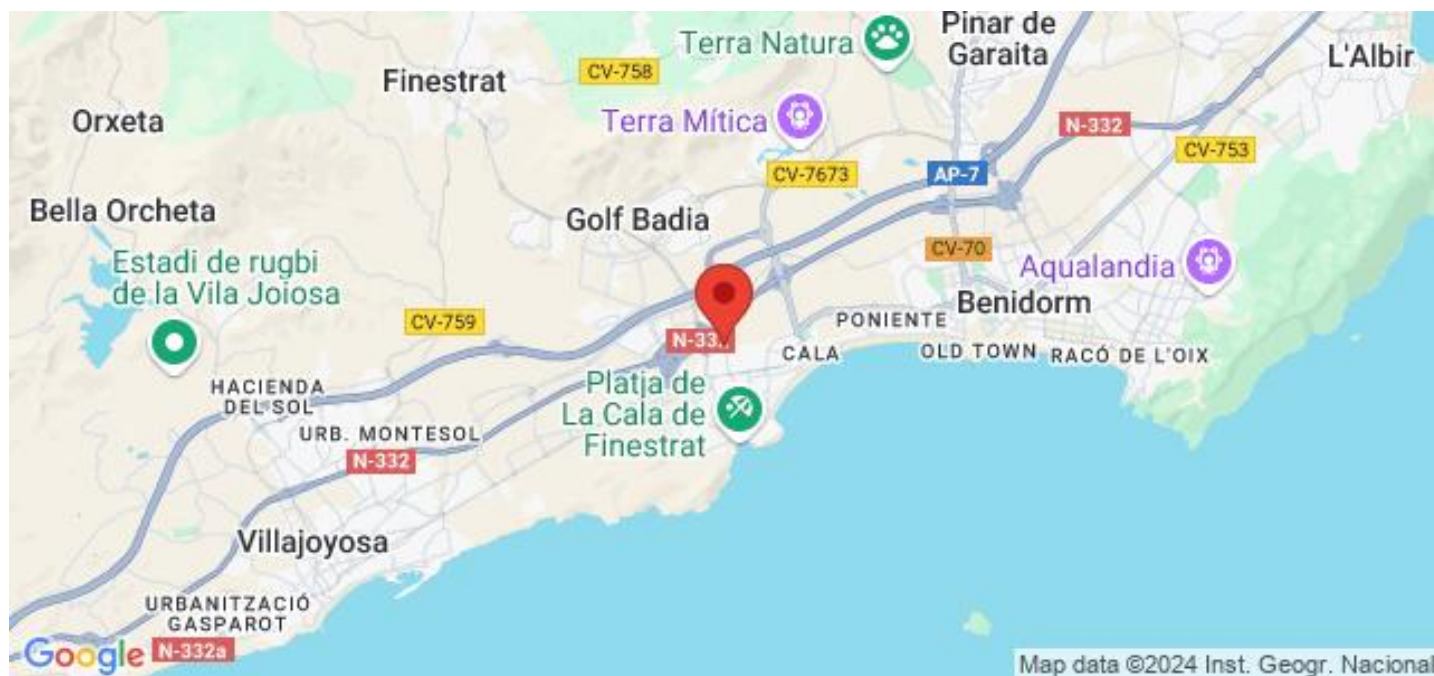 Terra Natura
Pinar de
Garaita
L'Albir
Finestrat
CV-758
Orxeta
Terra Mítica
N-332
CV-753
CV-7673
AP-7
Bella Orcheta
Golf Badia
CV-70
Estadi de rugbi
de la Vila Joiosa
Aqualandia
Benidorm
CV-759
PONIENTE
CALA
OLD TOWN
RACÓ DE L'OIX
HACIENDA
DEL SOL
Platja de
La Cala de
Finestrat
URB. MONTESOL
N-332
Villajoyosa
URBANITZACIÓ
GASPAROT
N-332a
Google
Map data ©2024 Inst. Geogr. Nacional